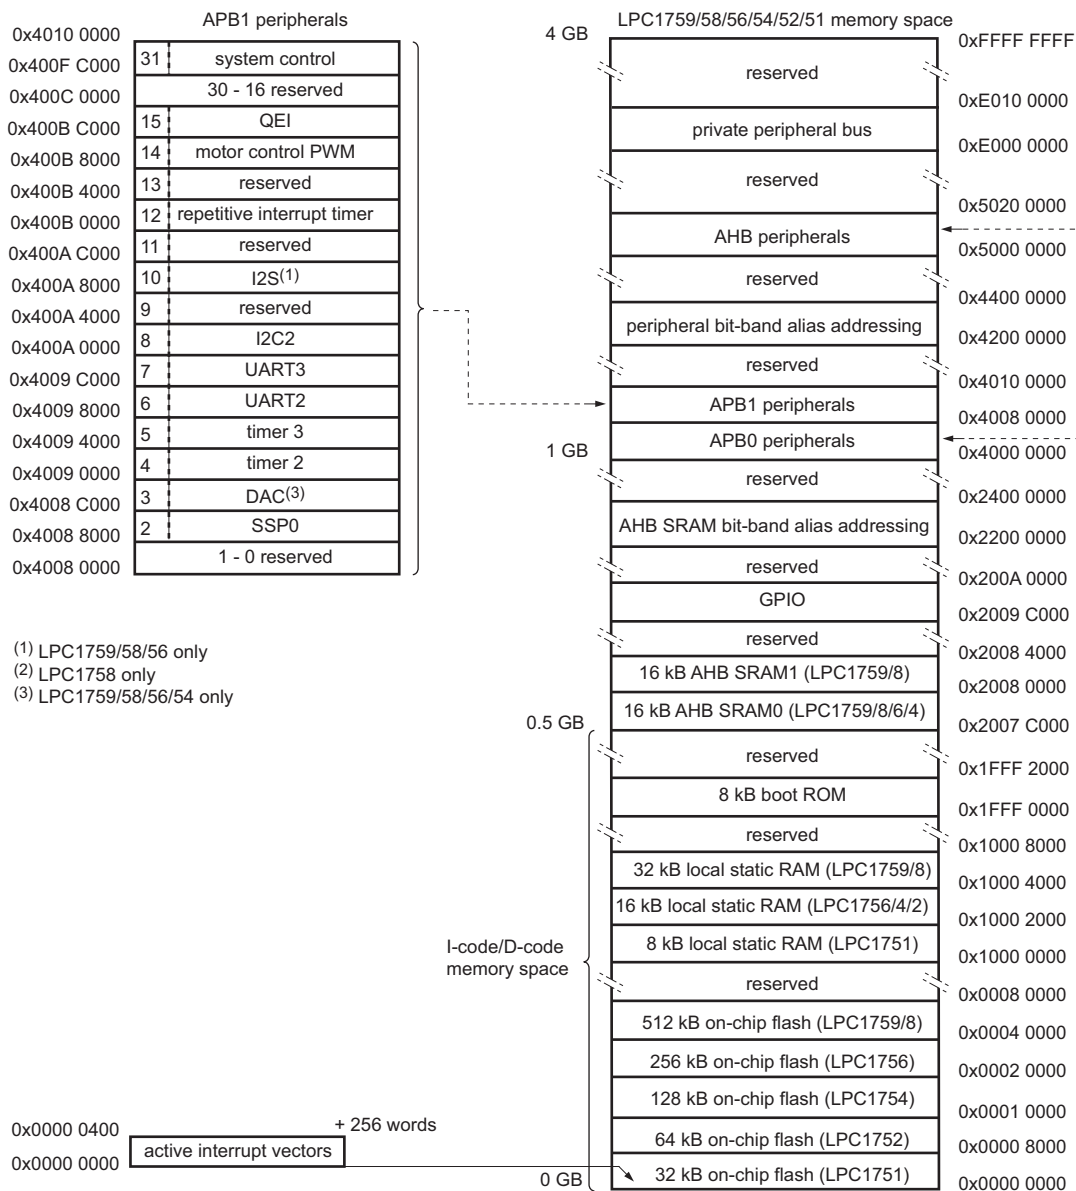 APB1 peripherals
0x4010 0000
31 system control
0x400F C000
30 - 16 reserved
0x400C 0000
15 QEI
0x400B C000
14 motor control PWM
0x400B 8000
13 reserved
0x400B 4000
12 repetitive interrupt timer
0x400B 0000
11 reserved
0x400A C000
10 I2S(1)
0x400A 8000
9 reserved
0x400A 4000
8 I2C2
0x400A 0000
7 UART3
0x4009 C000
6 UART2
0x4009 8000
5 timer 3
0x4009 4000
4 timer 2
0x4009 0000
3 DAC(3)
0x4008 C000
2 SSP0
0x4008 8000
1 - 0 reserved
0x4008 0000
(1) LPC1759/58/56 only
(2) LPC1758 only
(3) LPC1759/58/56/54 only
0x0000 0400
+ 256 words
active interrupt vectors
0x0000 0000
LPC1759/58/56/54/52/51 memory space
4 GB
0xFFFF FFFF
reserved
0xE010 0000
private peripheral bus
0xE000 0000
reserved
0x5020 0000
AHB peripherals
0x5000 0000
reserved
0x4400 0000
peripheral bit-band alias addressing
0x4200 0000
reserved
0x4010 0000
APB1 peripherals
0x4008 0000
APB0 peripherals
1 GB
0x4000 0000
reserved
0x2400 0000
AHB SRAM bit-band alias addressing
0x2200 0000
reserved
0x200A 0000
GPIO
0x2009 C000
reserved
0x2008 4000
16 kB AHB SRAM1 (LPC1759/8)
0x2008 0000
16 kB AHB SRAM0 (LPC1759/8/6/4)
0.5 GB
0x2007 C000
reserved
0x1FFF 2000
8 kB boot ROM
0x1FFF 0000
reserved
0x1000 8000
32 kB local static RAM (LPC1759/8)
0x1000 4000
16 kB local static RAM (LPC1756/4/2)
0x1000 2000
8 kB local static RAM (LPC1751)
0x1000 0000
I-code/D-code
memory space
reserved
0x0008 0000
512 kB on-chip flash (LPC1759/8)
0x0004 0000
256 kB on-chip flash (LPC1756)
0x0002 0000
128 kB on-chip flash (LPC1754)
0x0001 0000
64 kB on-chip flash (LPC1752)
0x0000 8000
32 kB on-chip flash (LPC1751)
0 GB
0x0000 0000